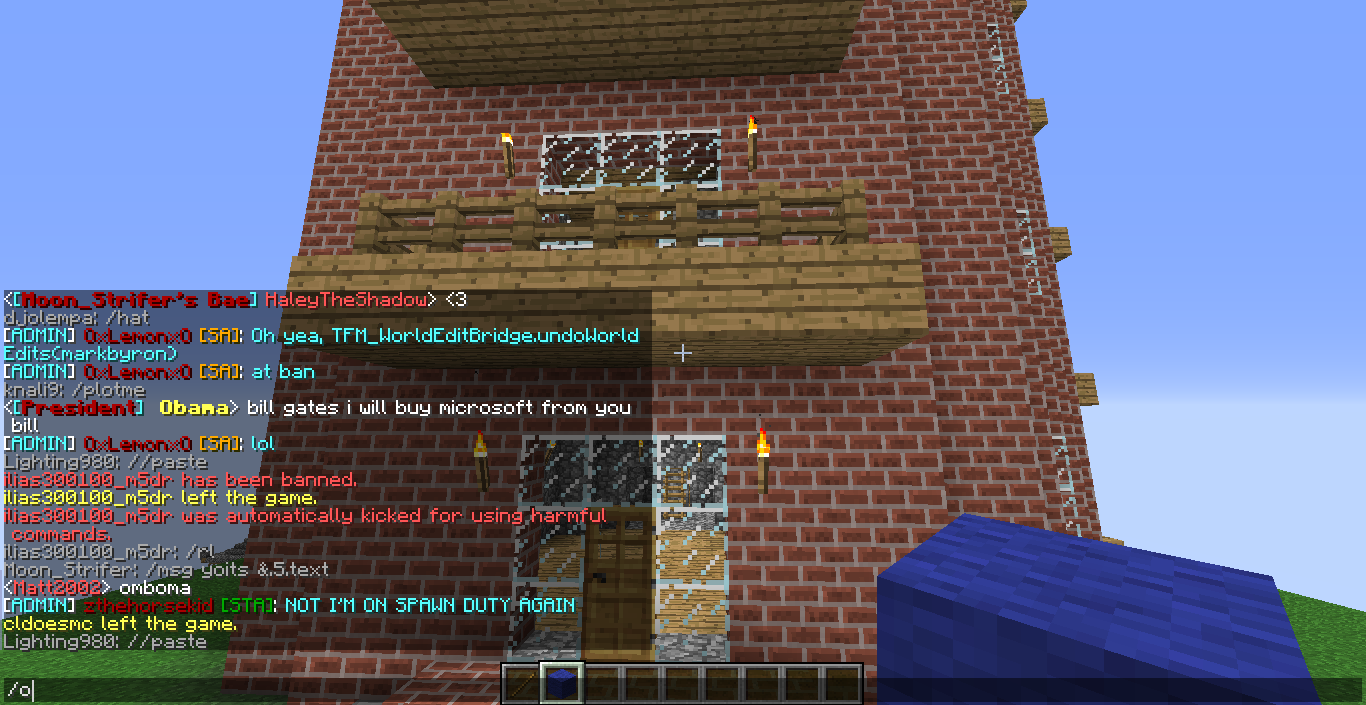 <[Moon_Strifer's Bae] HaleyTheShadow> <3
d.jolempa: /hat
[ADMIN] OxLemonxO [SA]: Oh yea, TFM_WorldEditBridge.undoWorld
Edits(markbyron)
[ADMIN] OxLemonxO [SA]: at ban
knali9: /plotme
<[President] Obama> bill gates i will buy microsoft from you
bill
[ADMIN] OxLemonxO [SA]: lol
Lighting980: //paste
ilias300100_m5dr has been banned.
ilias300100_m5dr left the game.
ilias300100_m5dr was automatically kicked for using harmful
commands.
ilias300100_m5dr: /rl
Moon_Strifer: /msg yoits &.5.text
<Matt2002> omboma
[ADMIN] zthehorsekid [STA]: NOT I'M ON SPAWN DUTY AGAIN
cldoesmc left the game.
Lighting980: //paste
/o